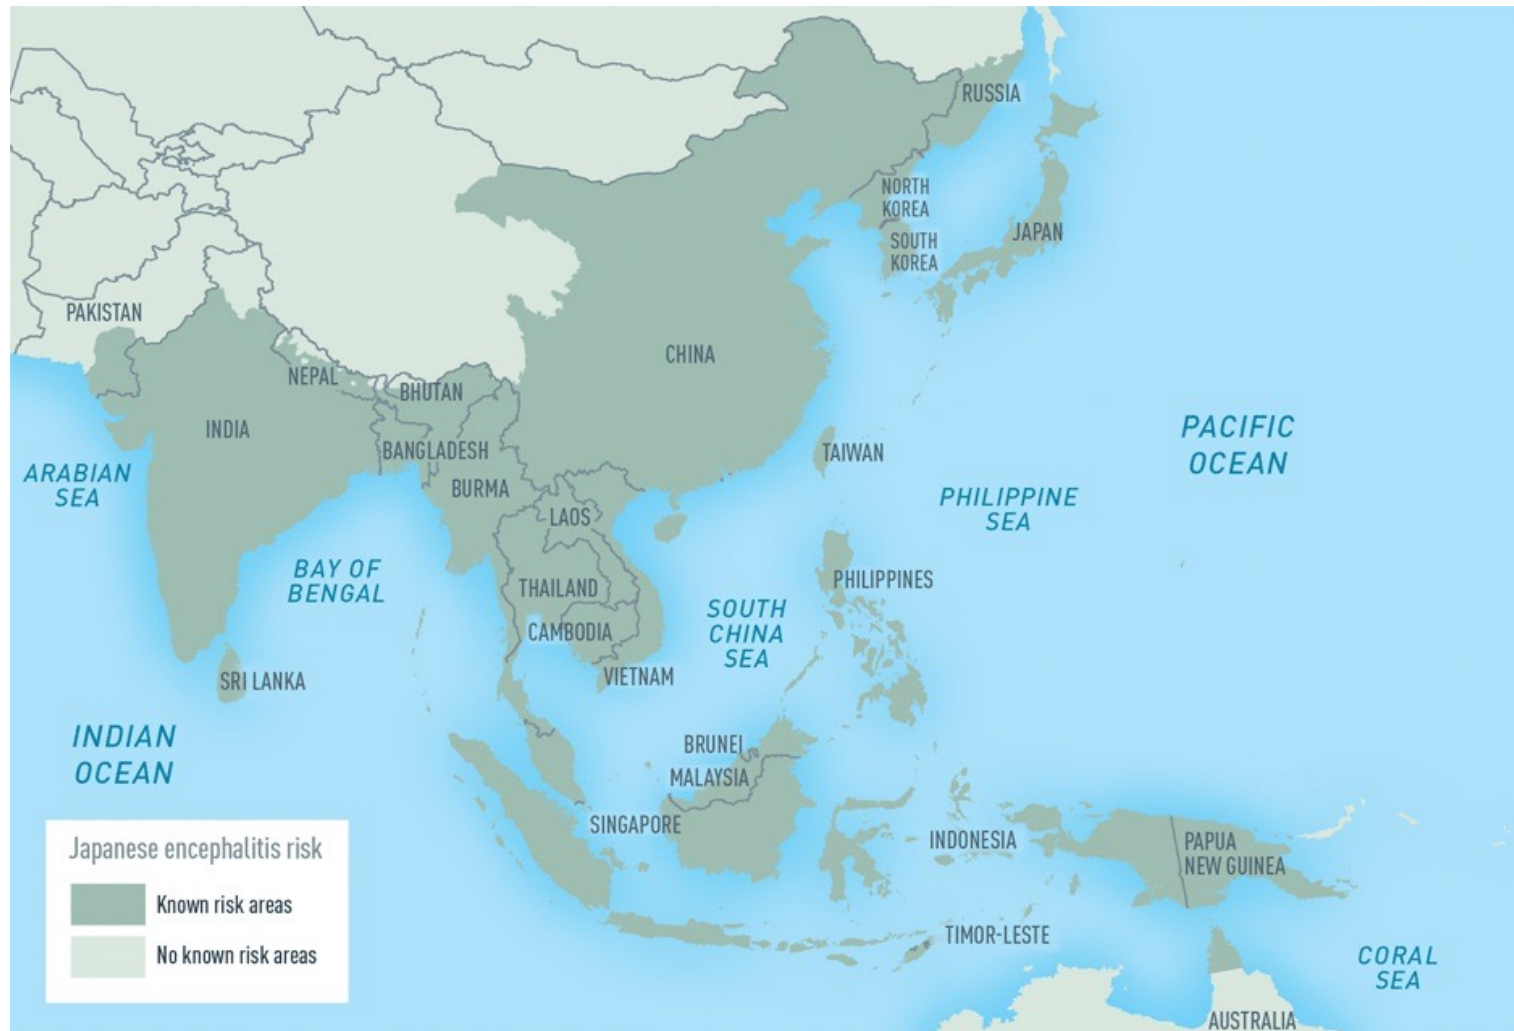 RUSSIA
NORTH
KOREA
SOUTH
KOREA
JAPAN
PAKISTAN
CHINA
NEPAL
BHUTAN
INDIA
BANGLADESH
TAIWAN
PACIFIC
OCEAN
ARABIAN
SEA
BURMA
LAOS
PHILIPPINE
SEA
BAY OF
BENGAL
THAILAND
PHILIPPINES
SOUTH
CHINA
SEA
CAMBODIA
VIETNAM
SRI LANKA
INDIAN
OCEAN
BRUNEI
MALAYSIA
SINGAPORE
INDONESIA
PAPUA
NEW GUINEA
TIMOR-LESTE
CORAL
SEA
AUSTRALIA
Japanese encephalitis risk
Known risk areas
No known risk areas